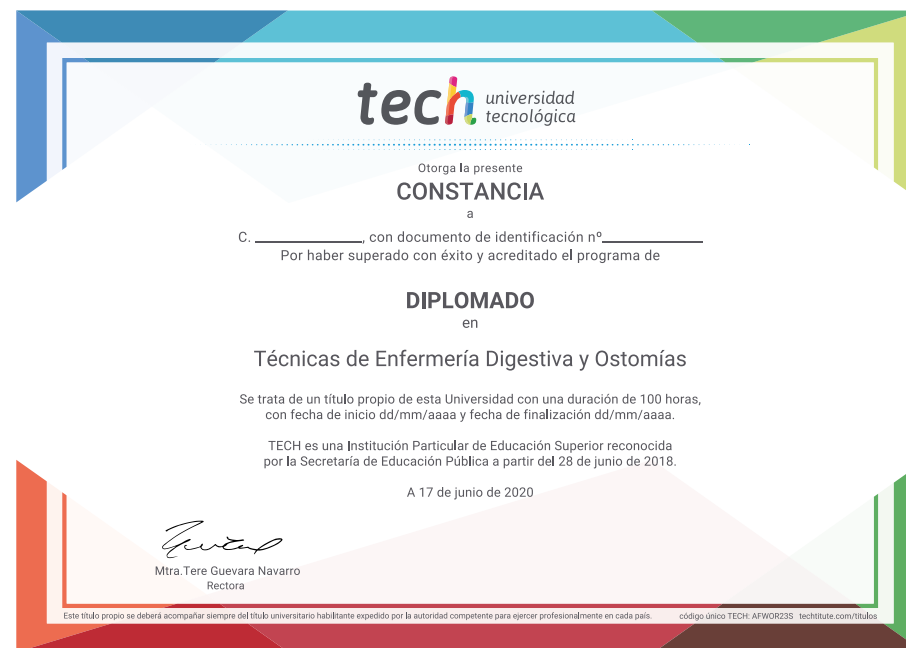 tech universidad
tecnológica
Otorga la presente
CONSTANCIA
a
C. ____________, con documento de identificación nº____________
Por haber superado con éxito y acreditado el programa de
DIPLOMADO
en
Técnicas de Enfermería Digestiva y Ostomías
Se trata de un título propio de esta Universidad con una duración de 100 horas,
con fecha de inicio dd/mm/aaaa y fecha de finalización dd/mm/aaaa.
TECH es una Institución Particular de Educación Superior reconocida
por la Secretaría de Educación Pública a partir del 28 de junio de 2018.
A 17 de junio de 2020
Mtra.Tere Guevara Navarro
Rectora
Este título propio se deberá acompañar siempre del título universitario habilitante expedido por la autoridad competente para ejercer profesionalmente en cada país. código único TECH: AFWOR23S techtitute.com/titulos